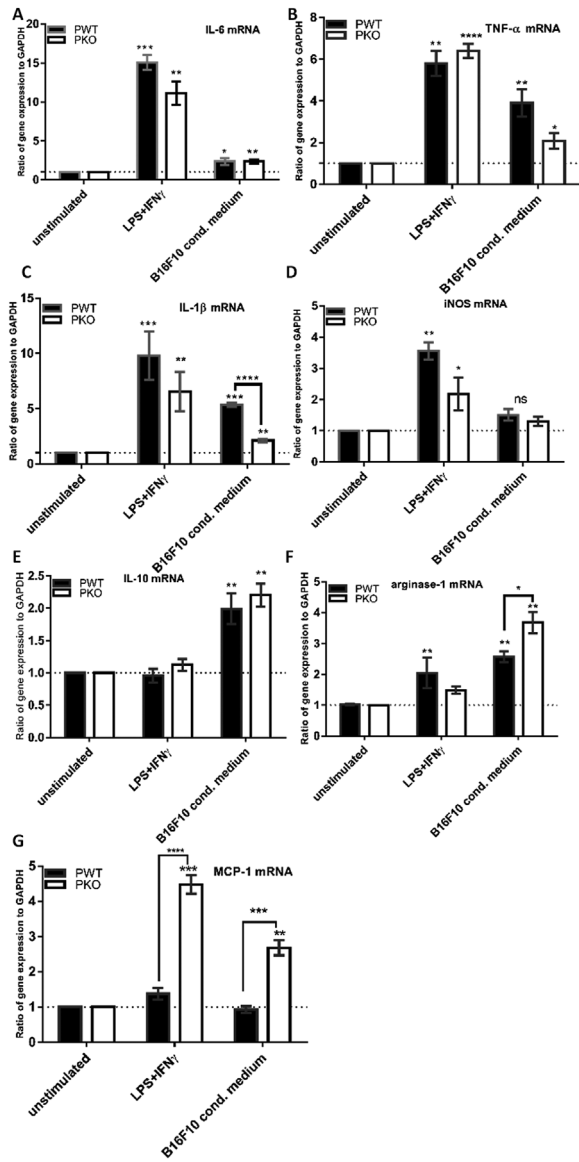 A
IL-6 mRNA
PWT
PKO
Ratio of gene expression to GAPDH
20
15
10
5
0
***
**
*
**
unstimulated
LPS+IFNγ
B16F10 cond. medium
B
TNF-α mRNA
PWT
PKO
Ratio of gene expression to GAPDH
8
6
4
2
0
**
****
**
*
unstimulated
LPS+IFNγ
B16F10 cond. medium
C
IL-1β mRNA
PWT
PKO
Ratio of gene expression to GAPDH
15
10
5
0
***
**
****
***
**
unstimulated
LPS+IFNγ
B16F10 cond. medium
D
iNOS mRNA
PWT
PKO
Ratio of gene expression to GAPDH
5
4
3
2
1
0
**
*
ns
unstimulated
LPS+IFNγ
B16F10 cond. medium
E
IL-10 mRNA
PWT
PKO
Ratio of gene expression to GAPDH
2.5
2.0
1.5
1.0
0.5
0.0
**
**
unstimulated
LPS+IFNγ
B16F10 cond. medium
F
arginase-1 mRNA
PWT
PKO
Ratio of gene expression to GAPDH
5
4
3
2
1
0
**
*
**
**
unstimulated
LPS+IFNγ
B16F10 cond. medium
G
MCP-1 mRNA
PWT
PKO
Ratio of gene expression to GAPDH
5
4
3
2
1
0
****
***
***
**
unstimulated
LPS+IFNγ
B16F10 cond. medium